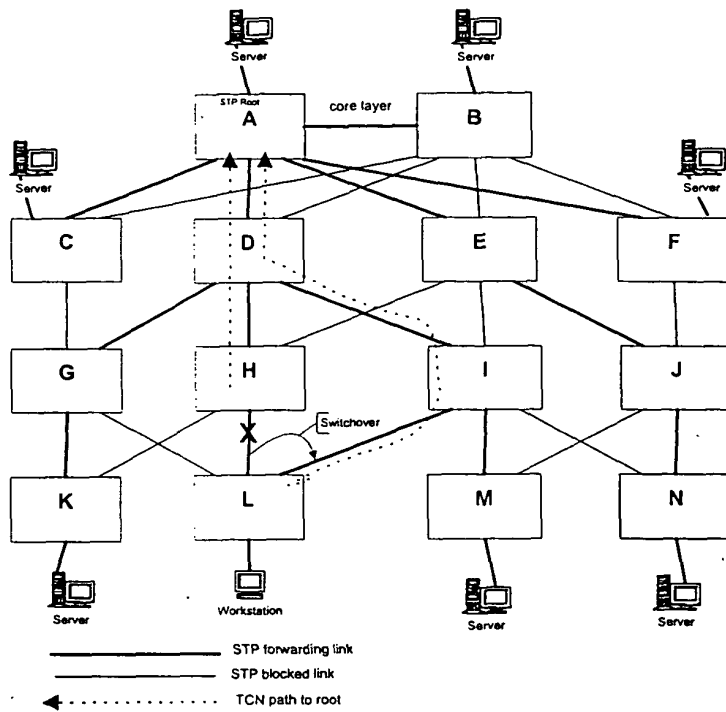 Server
Server
STP Root
A
core layer
B
Server
Server
C
D
E
F
G
H
I
J
X
Switchover
K
L
M
N
Server
Workstation
Server
Server
STP forwarding link
STP blocked link
TCN path to root